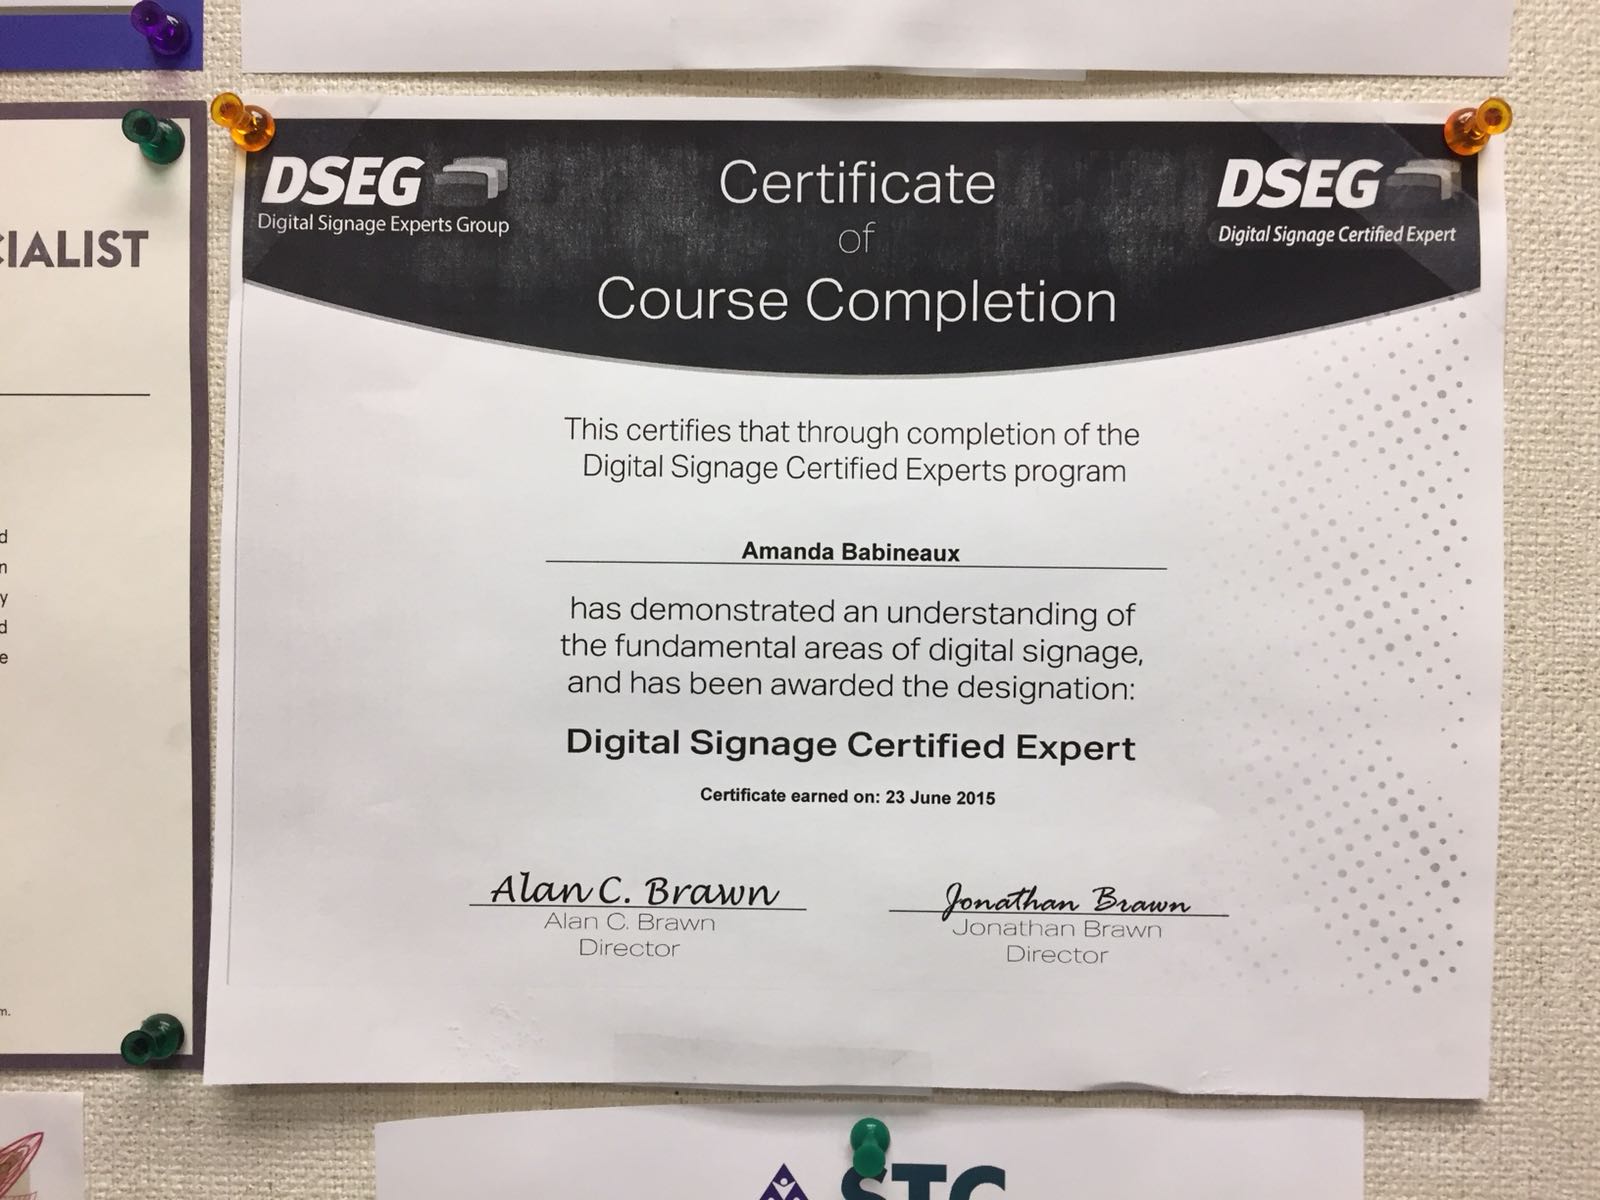 CIALIST
d
n
y
d
e
m.
DSEG
Digital Signage Experts Group
Certificate
of
Course Completion
DSEG
Digital Signage Certified Expert
This certifies that through completion of the
Digital Signage Certified Experts program
Amanda Babineaux
has demonstrated an understanding of
the fundamental areas of digital signage,
and has been awarded the designation:
Digital Signage Certified Expert
Certificate earned on: 23 June 2015
Alan C. Brawn
Alan C. Brawn
Director
Jonathan Brawn
Jonathan Brawn
Director
STC